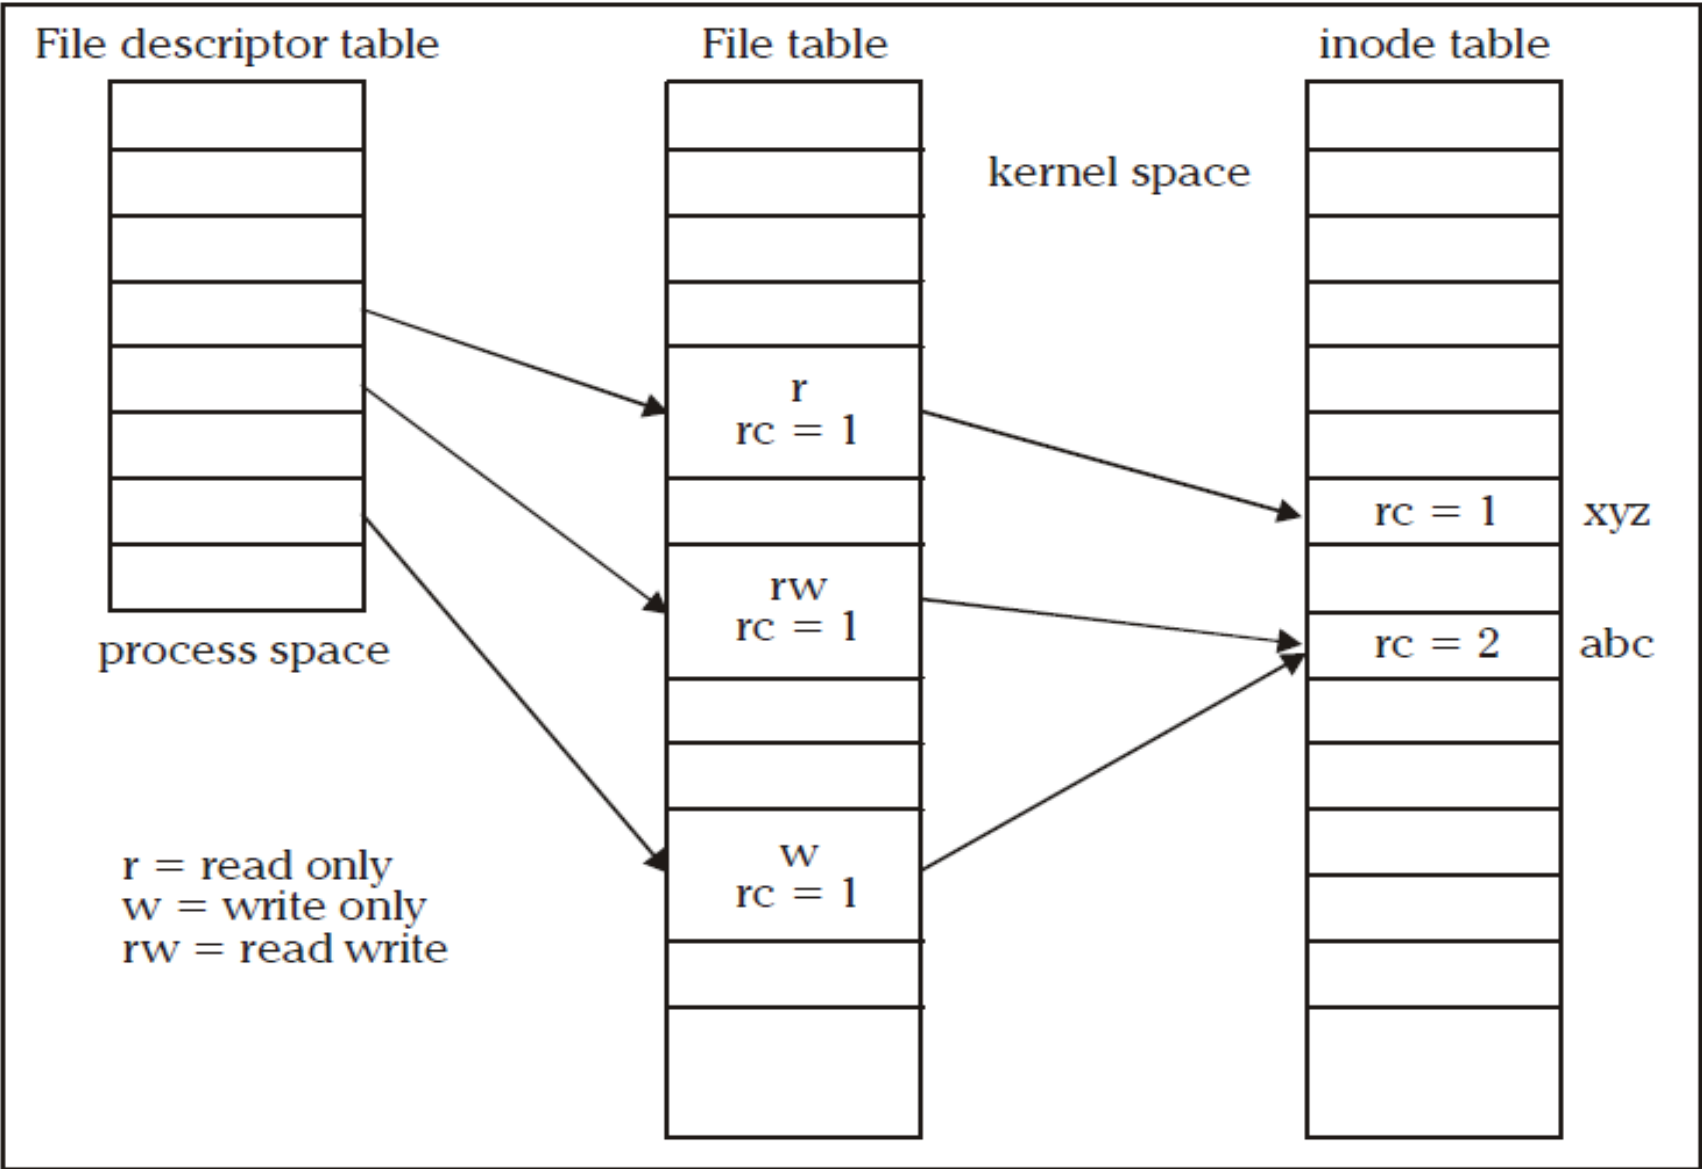 File descriptor table
File table
inode table
kernel space
r
rc = 1
rc = 1
xyz
rw
rc = 1
rc = 2
abc
process space
w
rc = 1
r = read only
w = write only
rw = read write